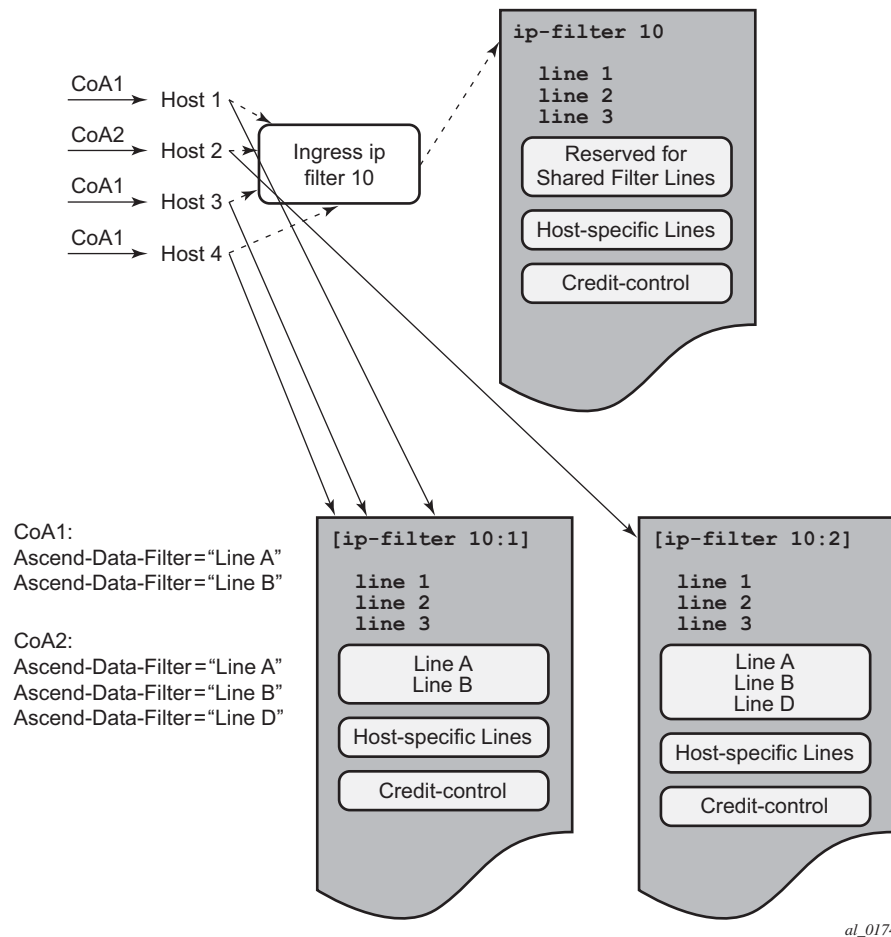 ip-filter 10
line 1
line 2
line 3
Reserved for
Shared Filter Lines
Host-specific Lines
Credit-control
CoA1
Host 1
CoA2
Host 2
CoA1
Host 3
CoA1
Host 4
Ingress ip
filter 10
CoA1:
Ascend-Data-Filter=“Line A”
Ascend-Data-Filter=“Line B”
CoA2:
Ascend-Data-Filter=“Line A”
Ascend-Data-Filter=“Line B”
Ascend-Data-Filter=“Line D”
[ip-filter 10:1]
line 1
line 2
line 3
Line A
Line B
Host-specific Lines
Credit-control
[ip-filter 10:2]
line 1
line 2
line 3
Line A
Line B
Line D
Host-specific Lines
Credit-control